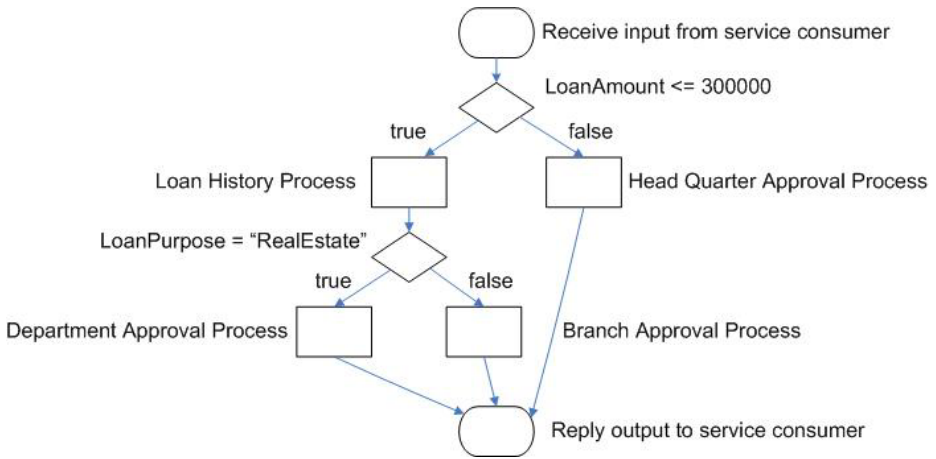 Receive input from service consumer
LoanAmount <= 300000
true
false
Loan History Process
Head Quarter Approval Process
LoanPurpose = “RealEstate”
true
false
Department Approval Process
Branch Approval Process
Reply output to service consumer